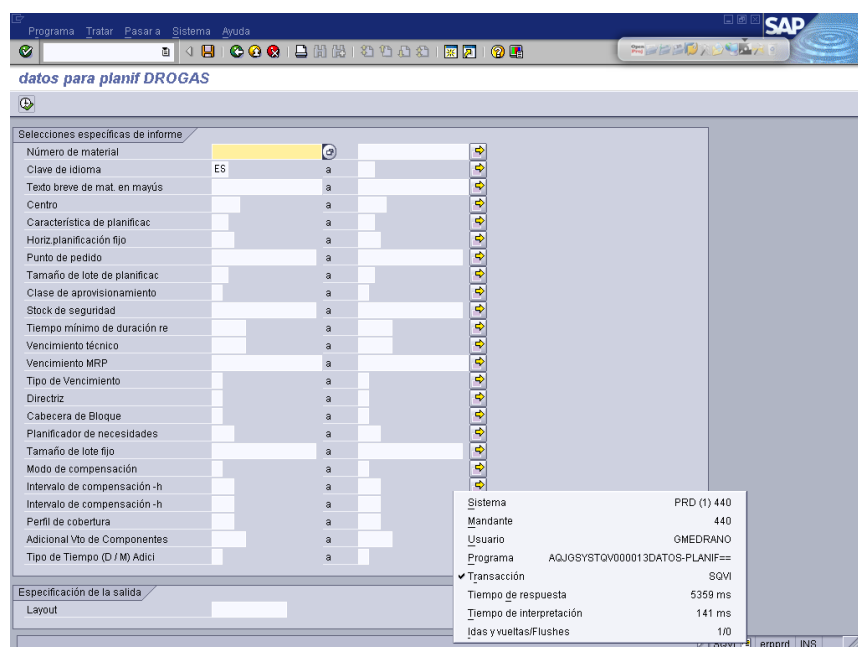 Programa Tratar Pasar a Sistema Ayuda
SAP
datos para planif DROGAS
Selecciones específicas de informe
Número de material
Clave de idioma ES a
Texto breve de mat. en mayús a
Centro a
Característica de planificac a
Horiz.planificación fijo a
Punto de pedido a
Tamaño de lote de planificac a
Clase de aprovisionamiento a
Stock de seguridad a
Tiempo mínimo de duración re a
Vencimiento técnico a
Vencimiento MRP a
Tipo de Vencimiento a
Directriz a
Cabecera de Bloque a
Planificador de necesidades a
Tamaño de lote fijo a
Modo de compensación a
Intervalo de compensación -h a
Intervalo de compensación -h a
Perfil de cobertura a
Adicional Vto de Componentes a
Tipo de Tiempo (D / M) Adici a
Sistema PRD (1) 440
Mandante 440
Usuario GMEDRANO
Programa AQJGSYSTQV000013DATOS-PLANIF==
Transacción SQVI
Tiempo de respuesta 5359 ms
Tiempo de interpretación 141 ms
Idas y vueltas/Flushes 1/0
Especificación de la salida
Layout
SQVI erpprd INS